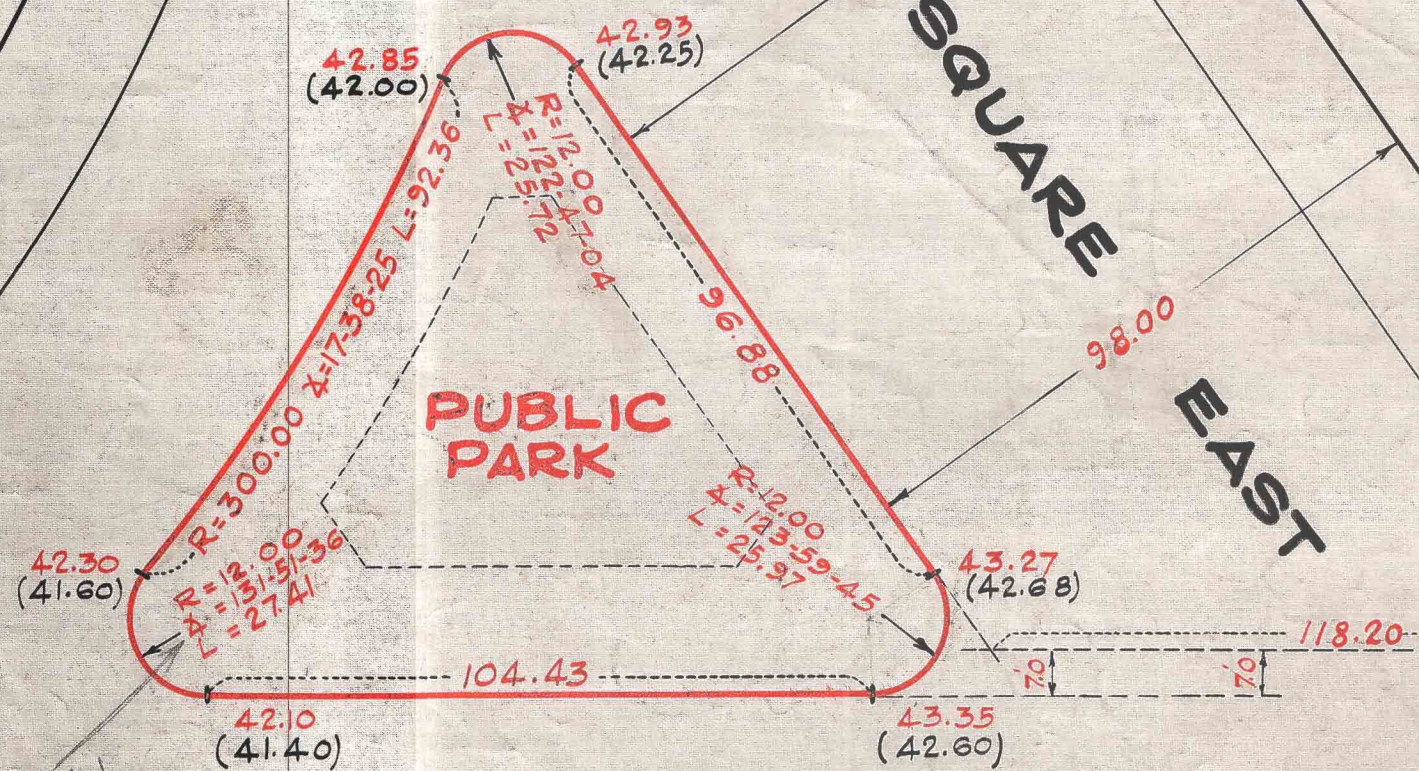 42.85
(42.00)
42.93
(42.25)
SQUARE
EAST
R=12.00
∡=122-47-04
L=25.72
R=300.00 ∡=17-38-25 L=92.36
96.88
98.00
PUBLIC
PARK
R=12.00
∡=123-59-45
L=25.97
42.30
(41.60)
R=12.00
∡=131-51-36
L=27.41
43.27
(42.68)
118.20
7.0'
7.0'
104.43
42.10
(41.40)
43.35
(42.60)